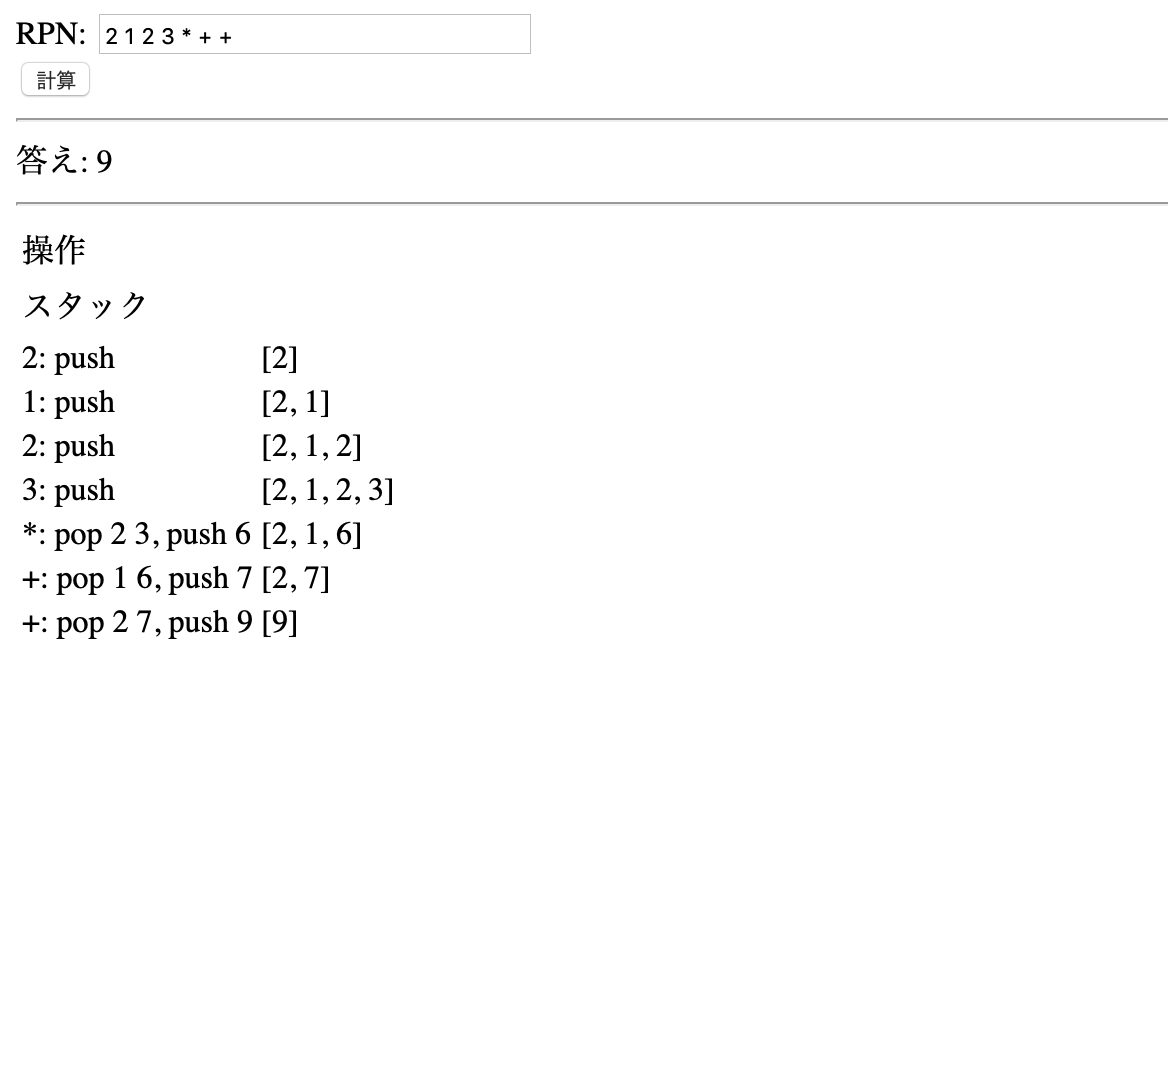 RPN: 2 1 2 3 * + +
計算
答え: 9
操作
スタック
2: push [2]
1: push [2, 1]
2: push [2, 1, 2]
3: push [2, 1, 2, 3]
*: pop 2 3, push 6 [2, 1, 6]
+: pop 1 6, push 7 [2, 7]
+: pop 2 7, push 9 [9]